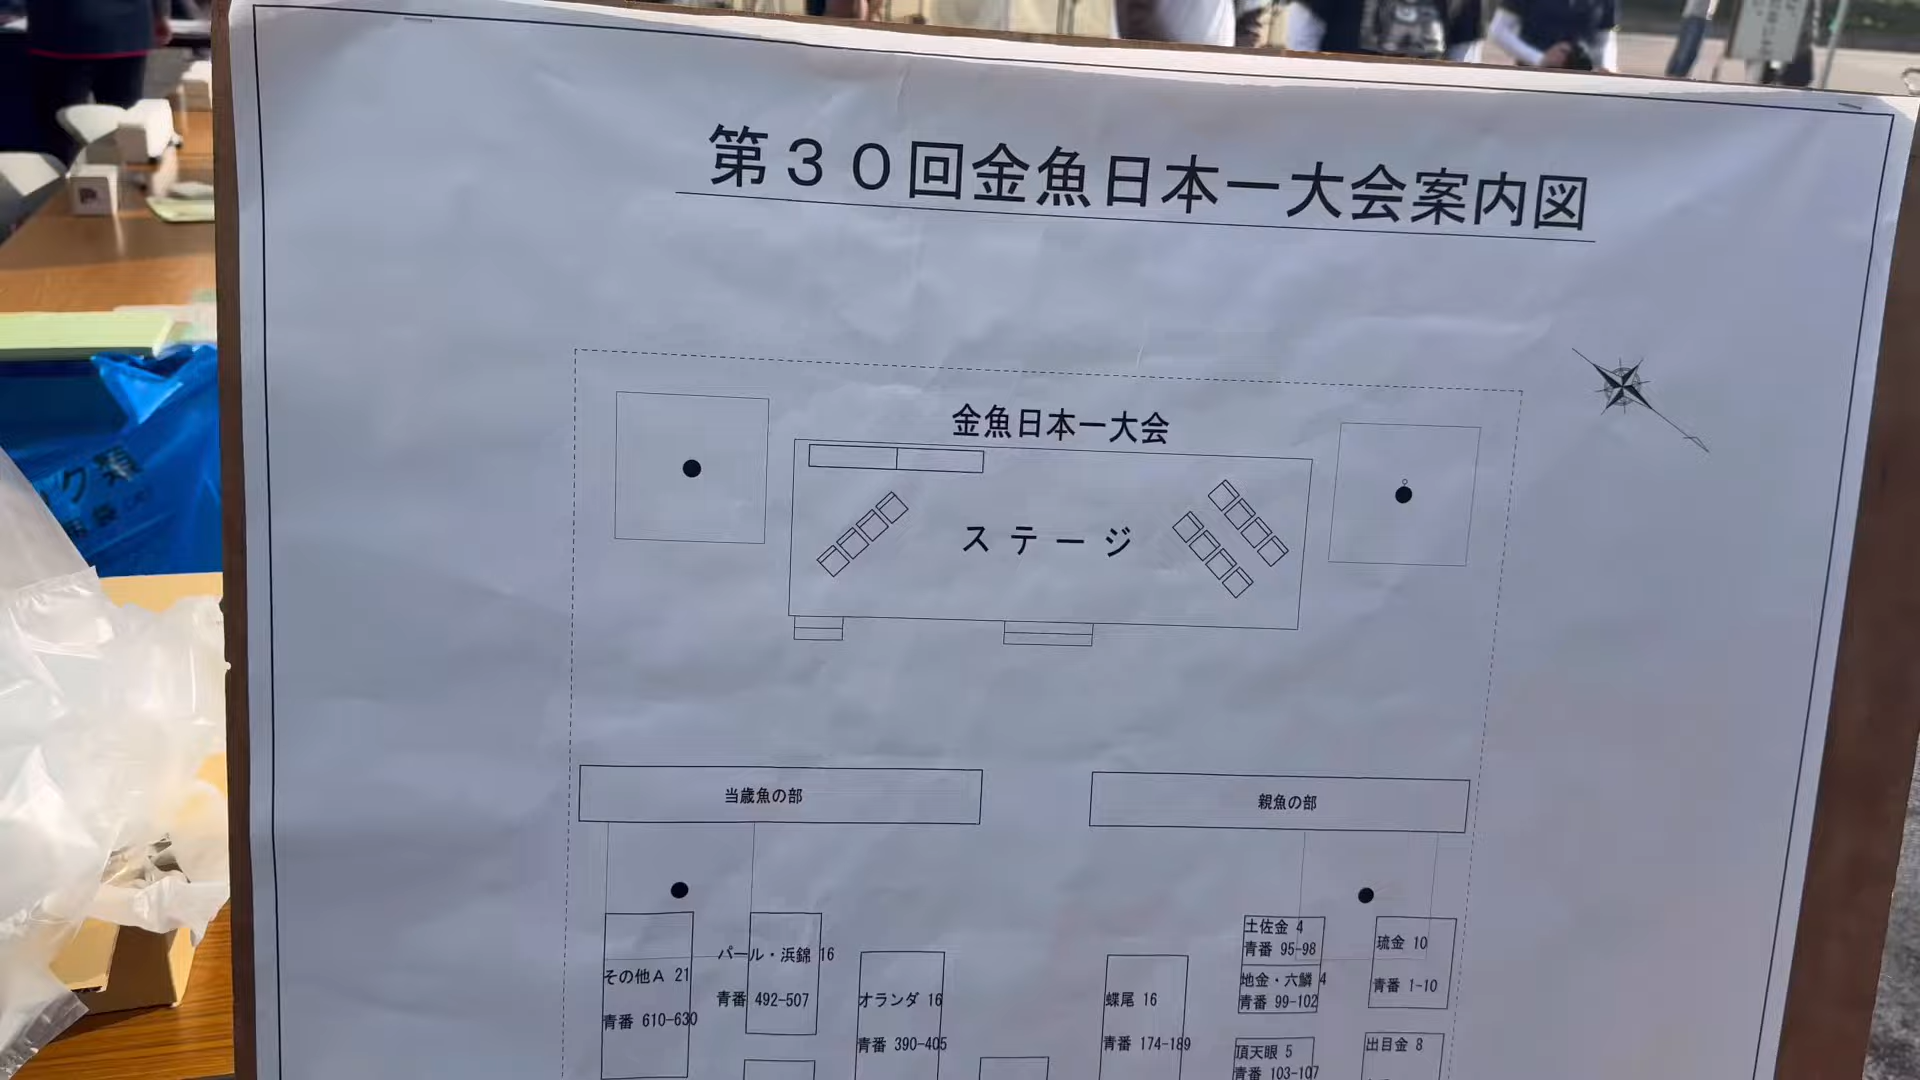 第３０回金魚日本一大会案内図
金魚日本一大会
ステージ
当歳魚の部
親魚の部
その他Ａ 21
青番 610-630
パール・浜錦 16
青番 492-507
オランダ 16
青番 390-405
蝶尾 16
青番 174-189
土佐金 4
青番 95-98
地金・六鱗 4
青番 99-102
頂天眼 5
青番 103-107
琉金 10
青番 1-10
出目金 8